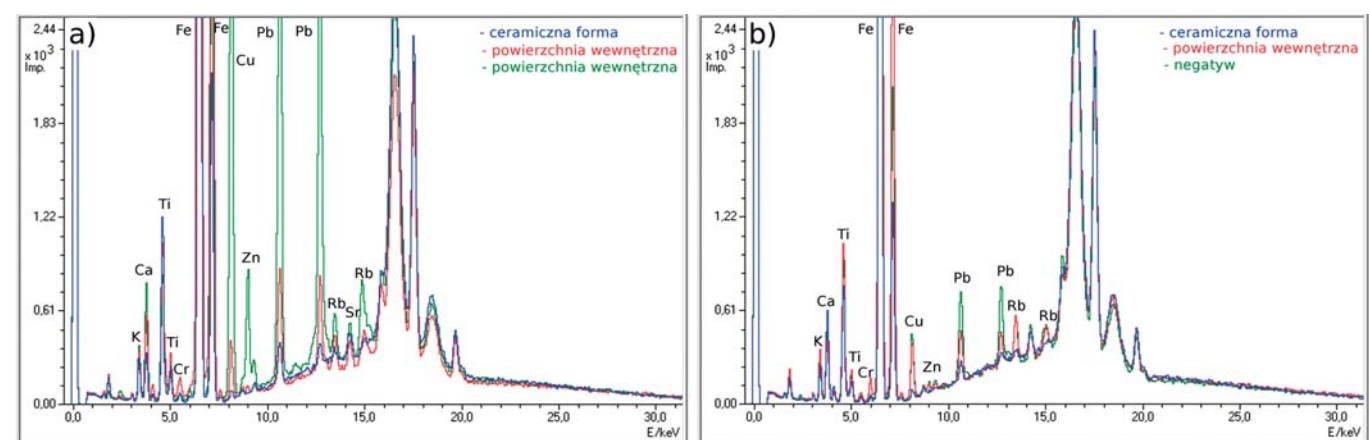 a)
2,44
x 10³
Imp.
1,83
1,22
0,61
0,00
0,0
5,0
10,0
15,0
20,0
25,0
30,0
E/keV
K
Ca
Ti
Ti
Cr
Fe
Fe
Cu
Zn
Pb
Pb
Rb
Sr
Rb
- ceramiczna forma
- powierzchnia wewnętrzna
- powierzchnia wewnętrzna
b)
2,44
x 10³
Imp.
1,83
1,22
0,61
0,00
0,0
5,0
10,0
15,0
20,0
25,0
30,0
E/keV
K
Ca
Ti
Ti
Cr
Fe
Fe
Cu
Zn
Pb
Pb
Rb
Rb
- ceramiczna forma
- powierzchnia wewnętrzna
- negatyw